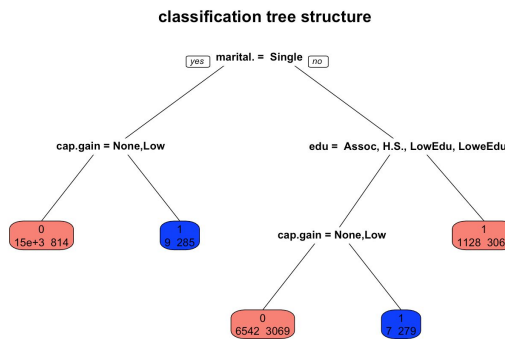 classification tree structure
yes marital. = Single no
cap.gain = None,Low
edu = Assoc, H.S., LowEdu, LoweEdu
0
15e+3 814
1
9 285
cap.gain = None,Low
1
1128 306
0
6542 3069
1
7 279